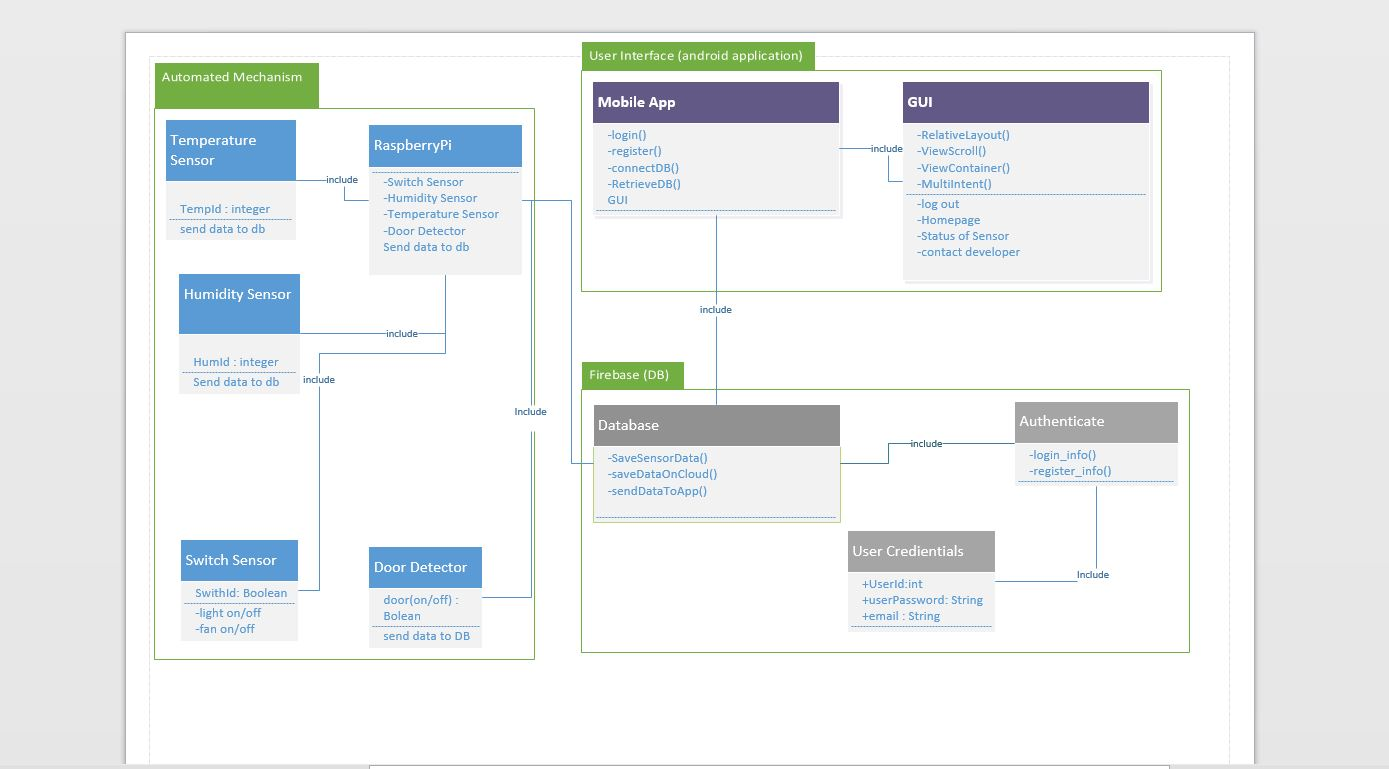 Automated Mechanism
Temperature
Sensor
TempId : integer
send data to db
include
RaspberryPi
-Switch Sensor
-Humidity Sensor
-Temperature Sensor
-Door Detector
Send data to db
Humidity Sensor
HumId : integer
Send data to db
include
include
Include
Switch Sensor
SwithId: Boolean
-light on/off
-fan on/off
Door Detector
door(on/off) :
Bolean
send data to DB
User Interface (android application)
Mobile App
-login()
-register()
-connectDB()
-RetrieveDB()
GUI
include
GUI
-RelativeLayout()
-ViewScroll()
-ViewContainer()
-MultiIntent()
-log out
-Homepage
-Status of Sensor
-contact developer
include
Firebase (DB)
Database
-SaveSensorData()
-saveDataOnCloud()
-sendDataToApp()
include
Authenticate
-login_info()
-register_info()
User Credientials
+UserId:int
+userPassword: String
+email : String
Include